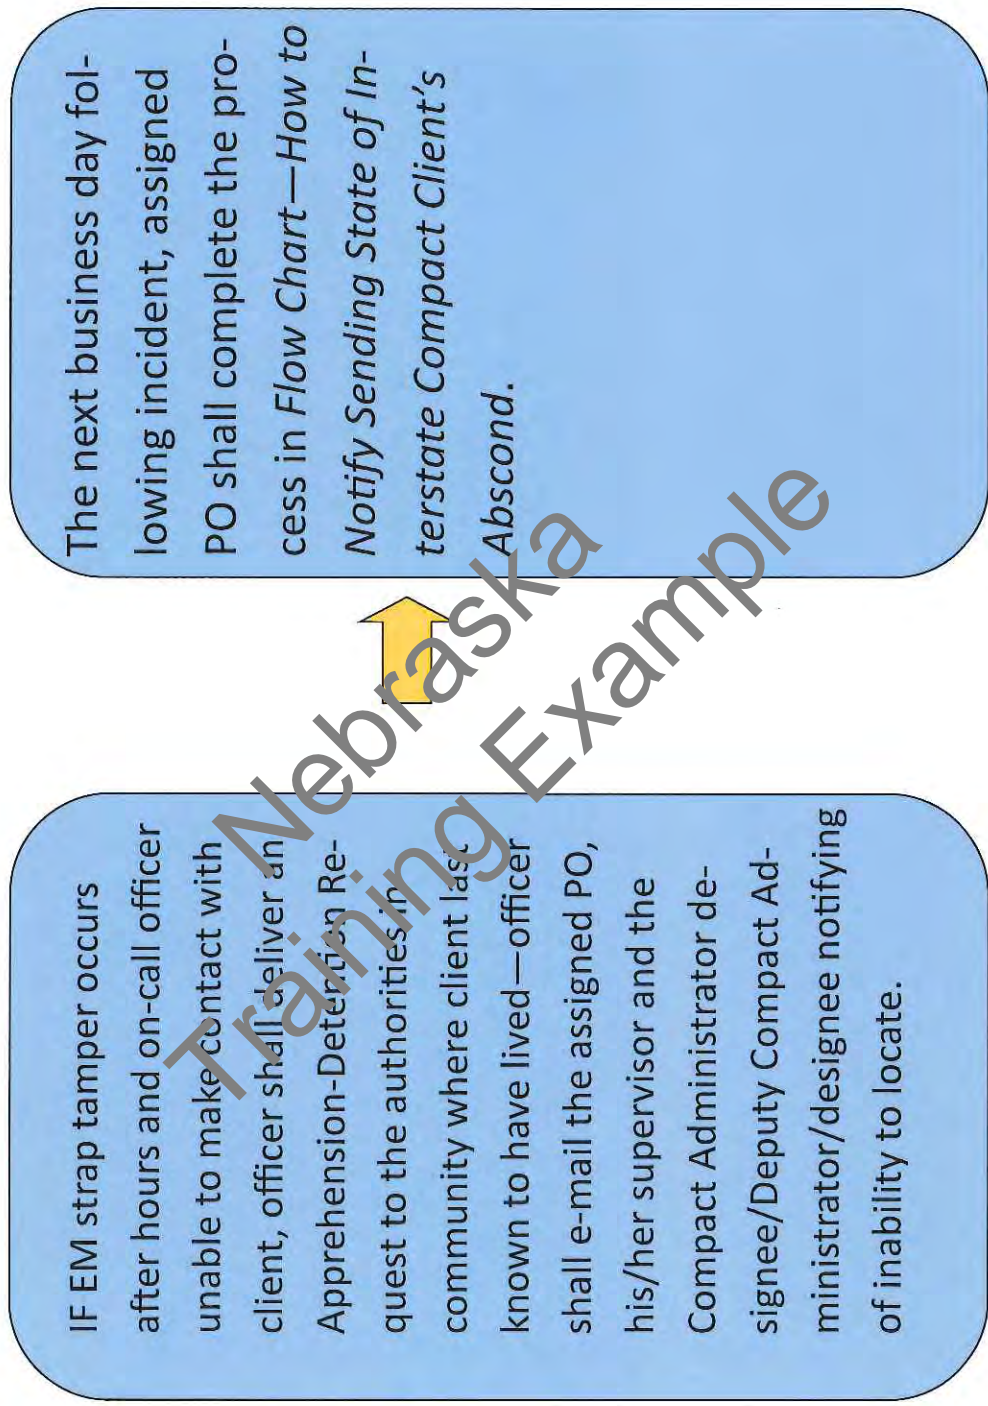 IF EM strap tamper occurs
after hours and on-call officer
unable to make contact with
client, officer shall deliver an
Apprehension-Detention Re-
quest to the authorities in
community where client last
known to have lived—officer
shall e-mail the assigned PO,
his/her supervisor and the
Compact Administrator de-
signee/Deputy Compact Ad-
ministrator/designee notifying
of inability to locate.
The next business day fol-
lowing incident, assigned
PO shall complete the pro-
cess in Flow Chart—How to
Notify Sending State of In-
terstate Compact Client's
Abscond.
Nebraska
Training Example